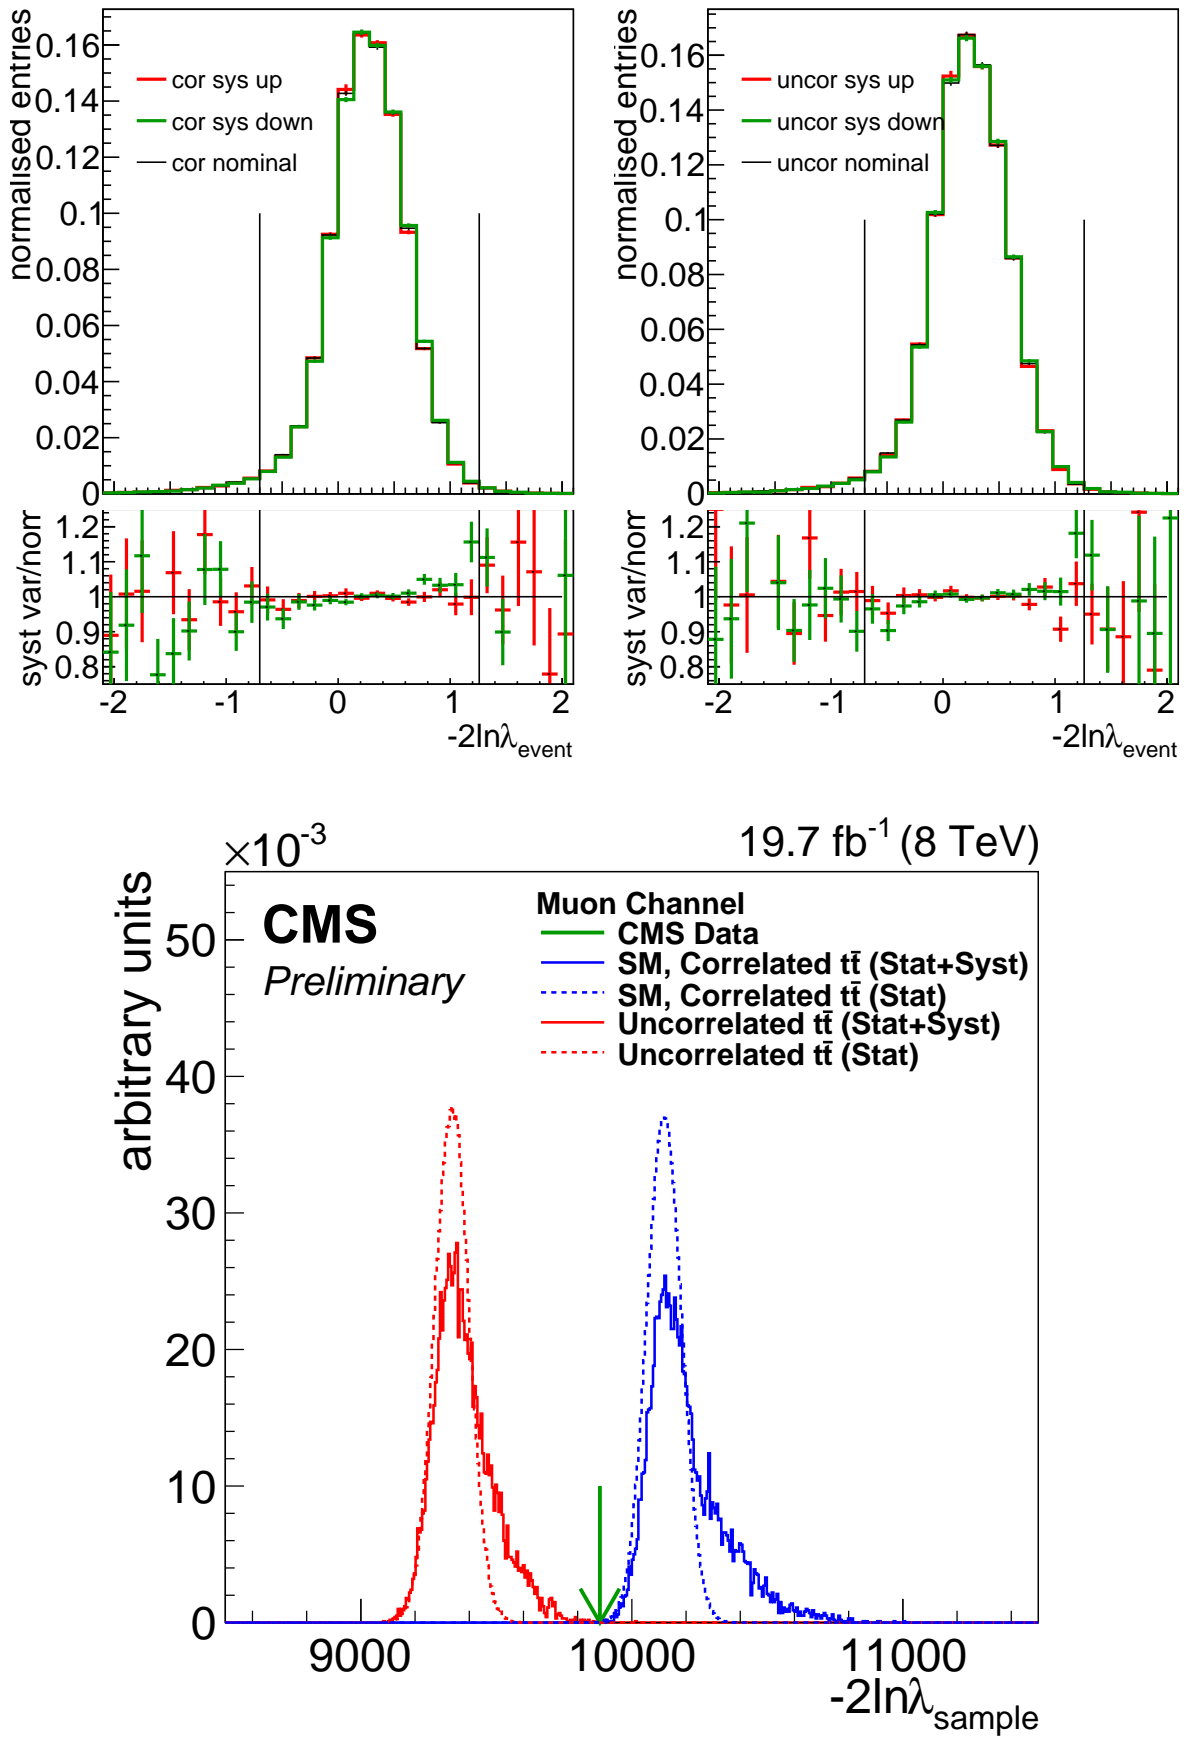 normalised entries
0.16
0.14
0.12
0.1
0.08
0.06
0.04
0.02
0
cor sys up
cor sys down
cor nominal
syst var/nom
1.2
1.1
1
0.9
0.8
-2 -1 0 1 2
-2lnλevent
normalised entries
0.16
0.14
0.12
0.1
0.08
0.06
0.04
0.02
0
uncor sys up
uncor sys down
uncor nominal
syst var/nom
1.2
1.1
1
0.9
0.8
-2 -1 0 1 2
-2lnλevent
×10⁻³
19.7 fb⁻¹ (8 TeV)
arbitrary units
50
40
30
20
10
0
CMS
Preliminary
Muon Channel
CMS Data
SM, Correlated tt̄ (Stat+Syst)
SM, Correlated tt̄ (Stat)
Uncorrelated tt̄ (Stat+Syst)
Uncorrelated tt̄ (Stat)
9000 10000 11000
-2lnλsample